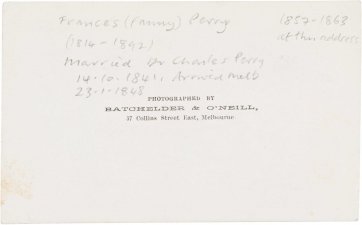 Frances (Fanny) Perry
1857-1863
at this address
(1814-1892)
Married Dr Charles Perry
14.10.1841, Arrived Melb
23-1-1848
PHOTOGRAPHED BY
BATCHELDER & O'NEILL,
57 Collins Street East, Melbourne